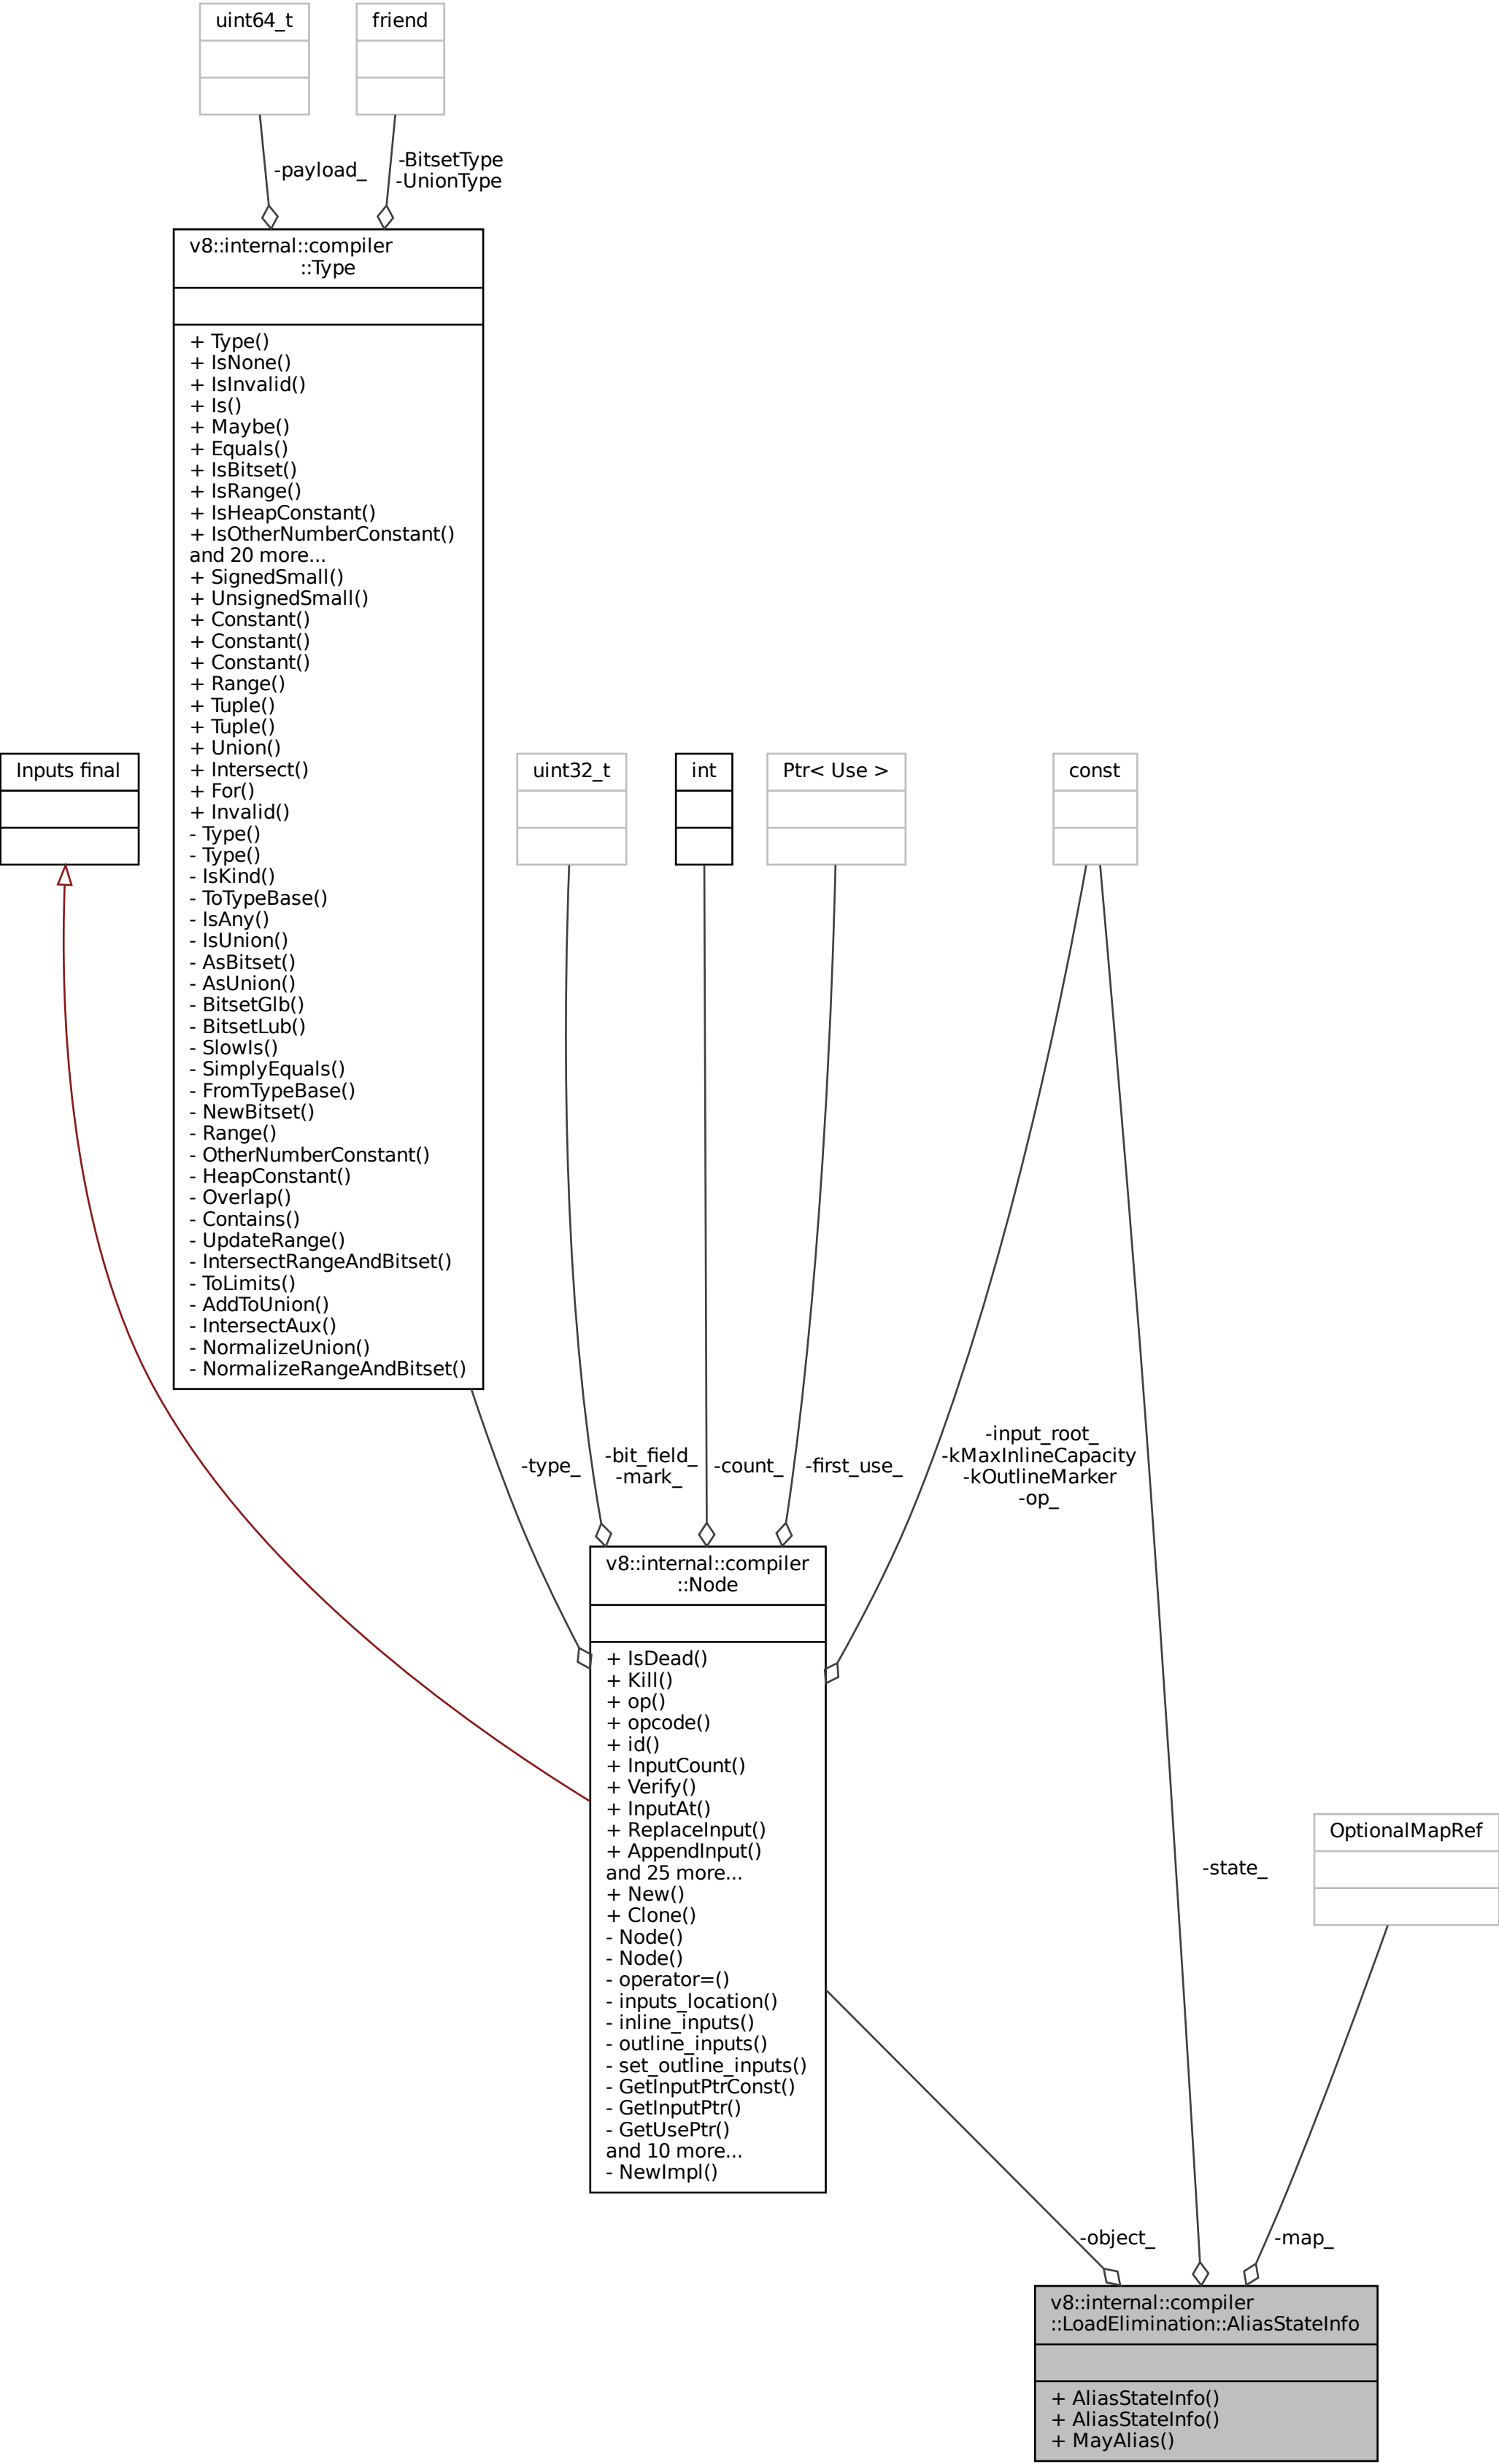 uint64_t
friend
-payload_
-BitsetType
-UnionType
v8::internal::compiler
::Type
+ Type()
+ IsNone()
+ IsInvalid()
+ Is()
+ Maybe()
+ Equals()
+ IsBitset()
+ IsRange()
+ IsHeapConstant()
+ IsOtherNumberConstant()
and 20 more...
+ SignedSmall()
+ UnsignedSmall()
+ Constant()
+ Constant()
+ Constant()
+ Range()
+ Tuple()
+ Tuple()
+ Union()
+ Intersect()
+ For()
+ Invalid()
- Type()
- Type()
- IsKind()
- ToTypeBase()
- IsAny()
- IsUnion()
- AsBitset()
- AsUnion()
- BitsetGlb()
- BitsetLub()
- SlowIs()
- SimplyEquals()
- FromTypeBase()
- NewBitset()
- Range()
- OtherNumberConstant()
- HeapConstant()
- Overlap()
- Contains()
- UpdateRange()
- IntersectRangeAndBitset()
- ToLimits()
- AddToUnion()
- IntersectAux()
- NormalizeUnion()
- NormalizeRangeAndBitset()
Inputs final
uint32_t
int
Ptr< Use >
const
-type_
-bit_field_
-mark_
-count_
-first_use_
-input_root_
-kMaxInlineCapacity
-kOutlineMarker
-op_
v8::internal::compiler
::Node
+ IsDead()
+ Kill()
+ op()
+ opcode()
+ id()
+ InputCount()
+ Verify()
+ InputAt()
+ ReplaceInput()
+ AppendInput()
and 25 more...
+ New()
+ Clone()
- Node()
- Node()
- operator=()
- inputs_location()
- inline_inputs()
- outline_inputs()
- set_outline_inputs()
- GetInputPtrConst()
- GetInputPtr()
- GetUsePtr()
and 10 more...
- NewImpl()
OptionalMapRef
-state_
-object_
-map_
v8::internal::compiler
::LoadElimination::AliasStateInfo
+ AliasStateInfo()
+ AliasStateInfo()
+ MayAlias()